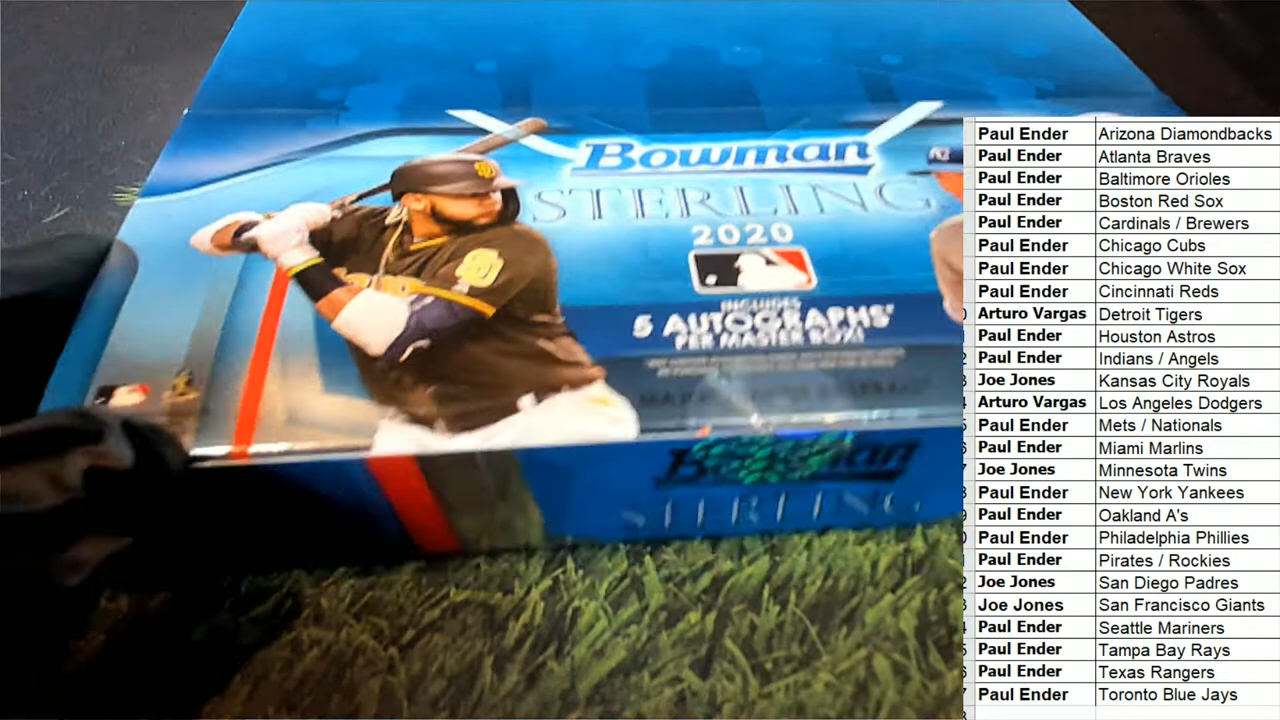 Bowman
STERLING
2020
INCLUDES
5 AUTOGRAPHS
PER MASTER BOX!
Bowman
STERLING
SD
Paul Ender Arizona Diamondbacks
Paul Ender Atlanta Braves
Paul Ender Baltimore Orioles
Paul Ender Boston Red Sox
Paul Ender Cardinals / Brewers
Paul Ender Chicago Cubs
Paul Ender Chicago White Sox
Paul Ender Cincinnati Reds
Arturo Vargas Detroit Tigers
Paul Ender Houston Astros
Paul Ender Indians / Angels
Joe Jones Kansas City Royals
Arturo Vargas Los Angeles Dodgers
Paul Ender Mets / Nationals
Paul Ender Miami Marlins
Joe Jones Minnesota Twins
Paul Ender New York Yankees
Paul Ender Oakland A's
Paul Ender Philadelphia Phillies
Paul Ender Pirates / Rockies
Joe Jones San Diego Padres
Joe Jones San Francisco Giants
Paul Ender Seattle Mariners
Paul Ender Tampa Bay Rays
Paul Ender Texas Rangers
Paul Ender Toronto Blue Jays